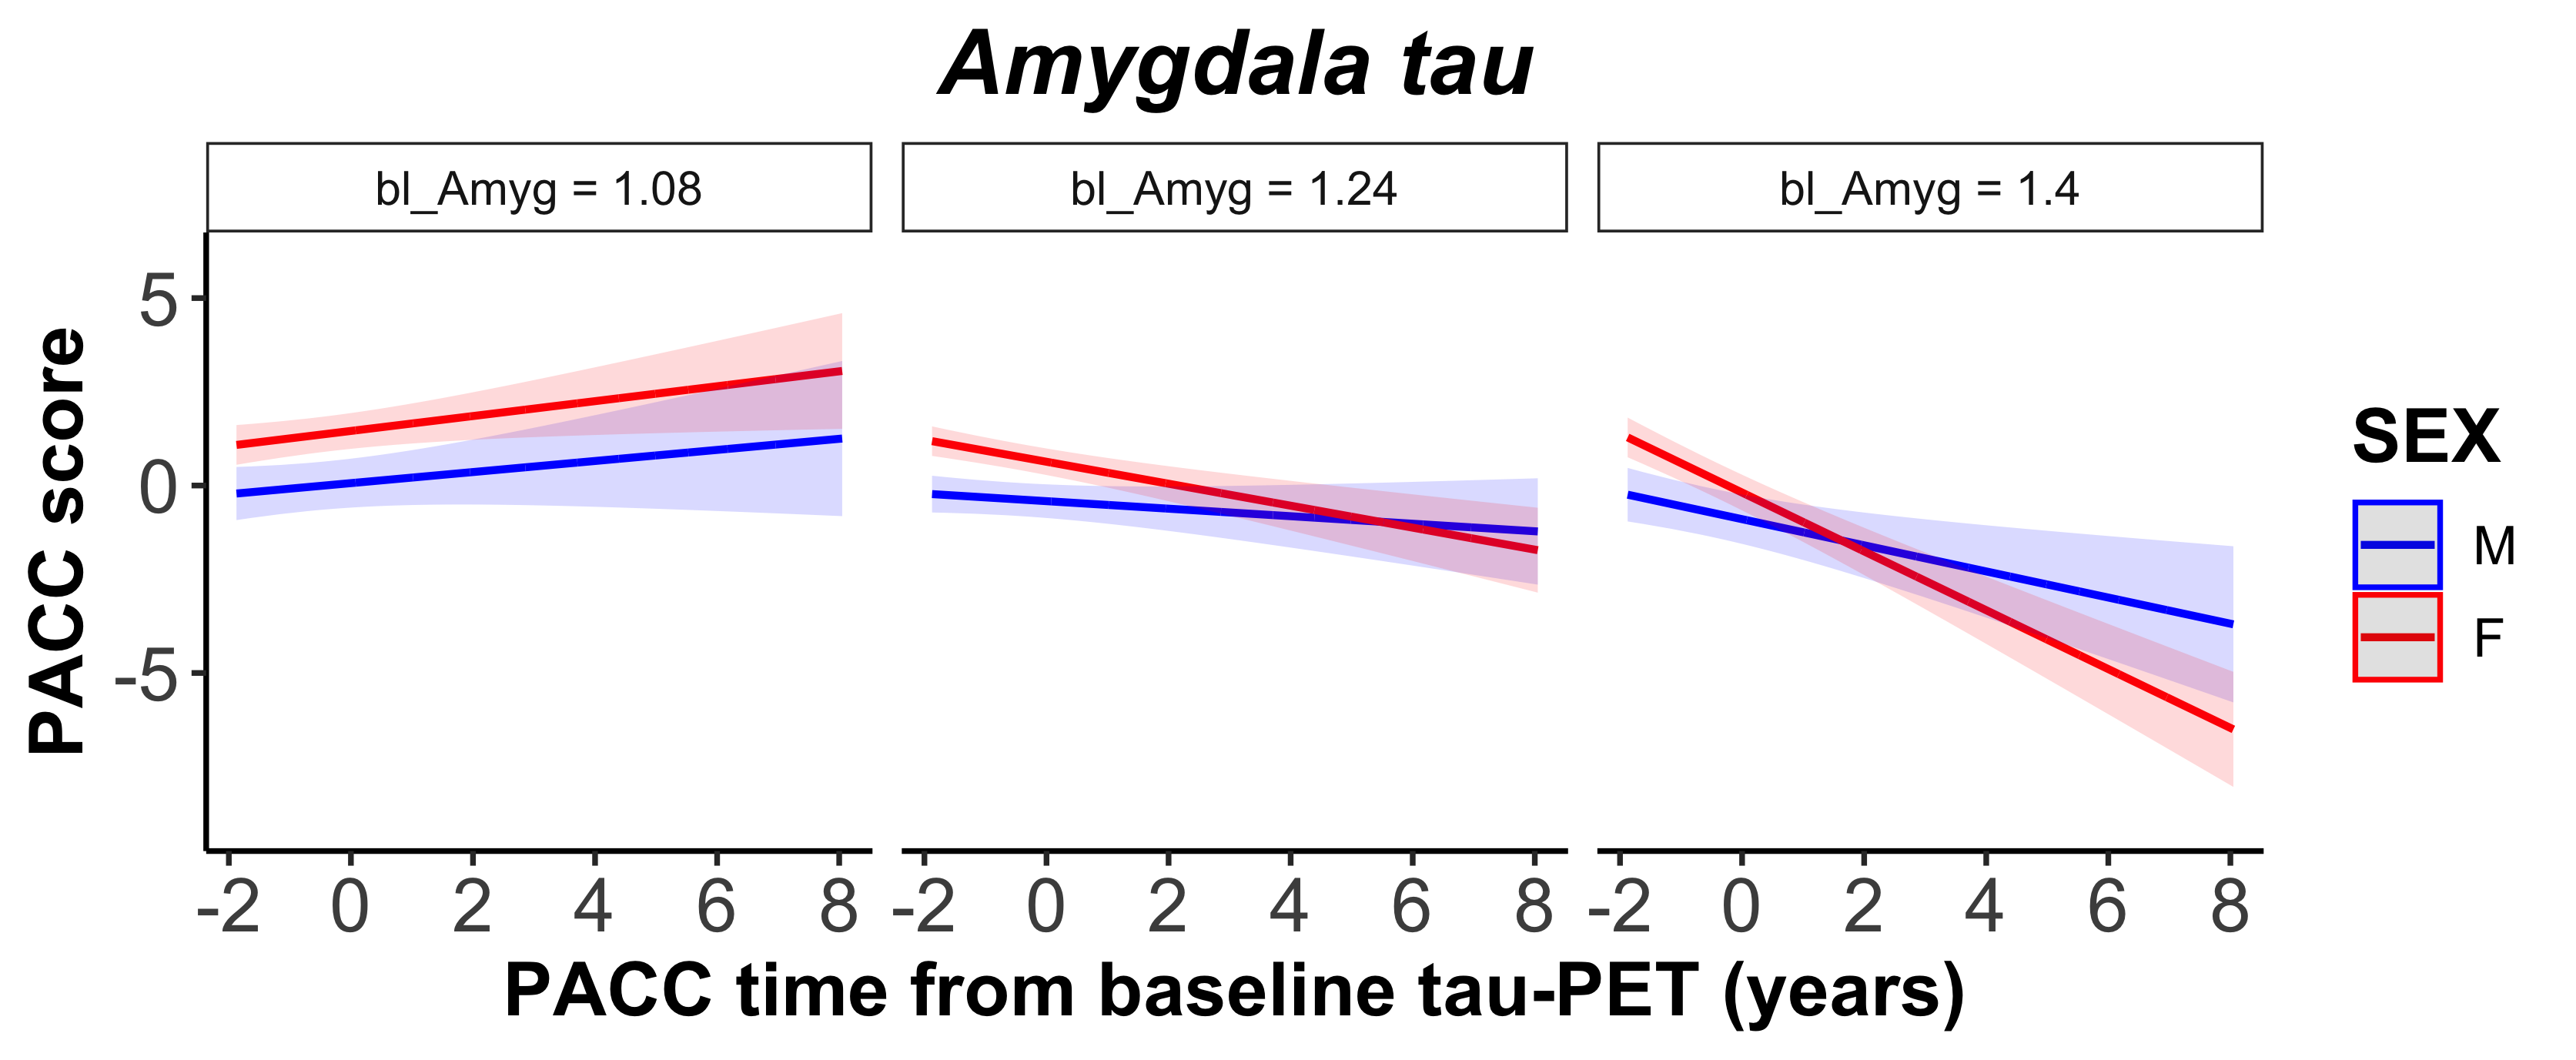 Amygdala tau
bl_Amyg = 1.08
bl_Amyg = 1.24
bl_Amyg = 1.4
PACC score
5
0
-5
-2 0 2 4 6 8
-2 0 2 4 6 8
-2 0 2 4 6 8
PACC time from baseline tau-PET (years)
SEX
M
F